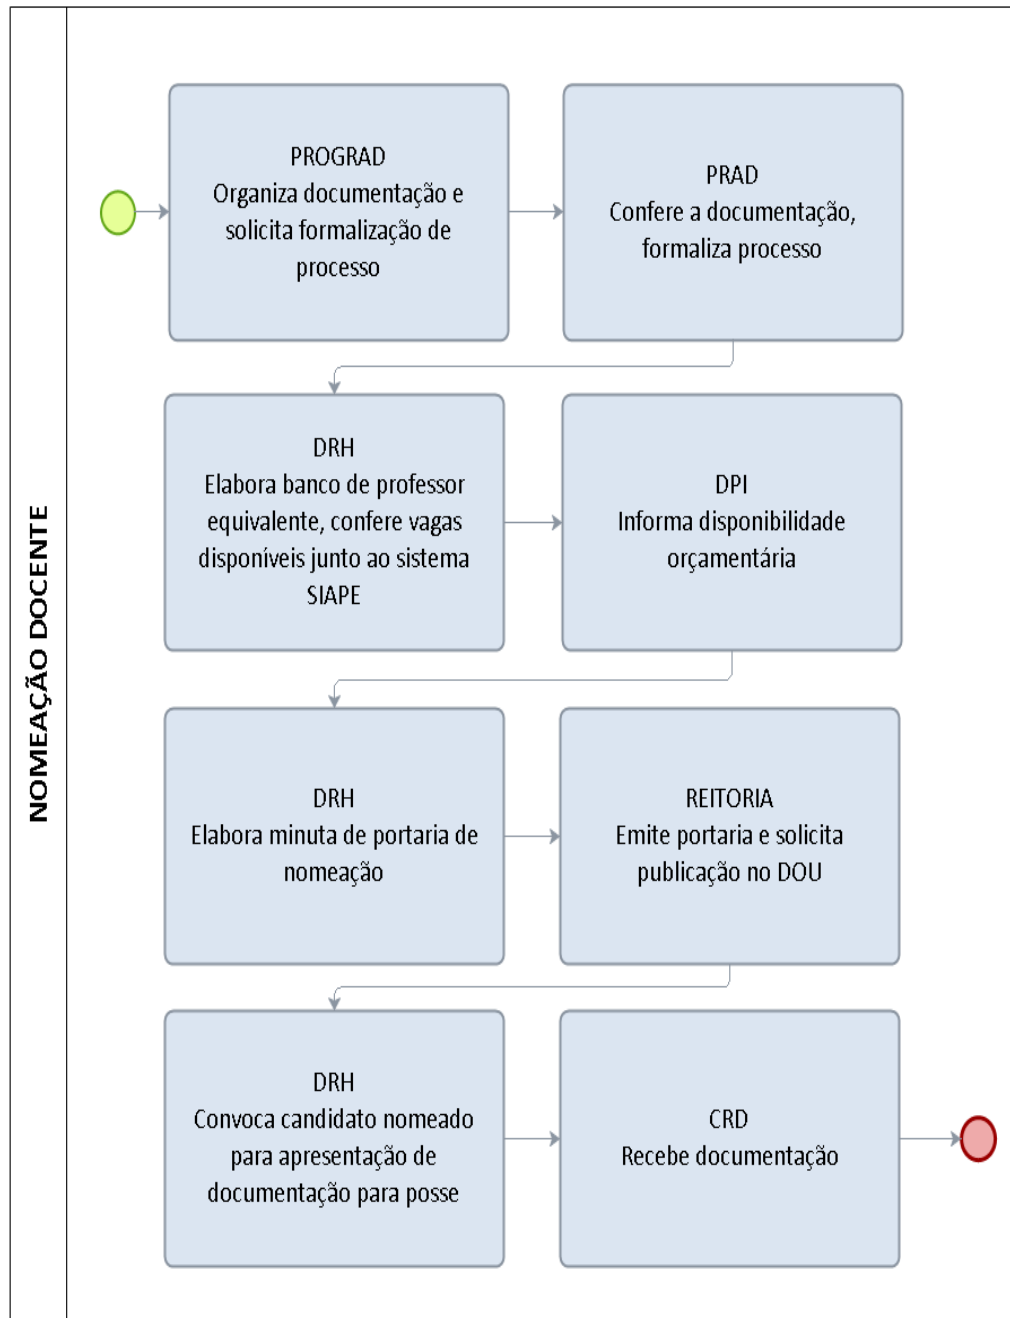 NOMEAÇÃO DOCENTE
PROGRAD
Organiza documentação e
solicita formalização de
processo
PRAD
Confere a documentação,
formaliza processo
DRH
Elabora banco de professor
equivalente, confere vagas
disponíveis junto ao sistema
SIAPE
DPI
Informa disponibilidade
orçamentária
DRH
Elabora minuta de portaria de
nomeação
REITORIA
Emite portaria e solicita
publicação no DOU
DRH
Convoca candidato nomeado
para apresentação de
documentação para posse
CRD
Recebe documentação